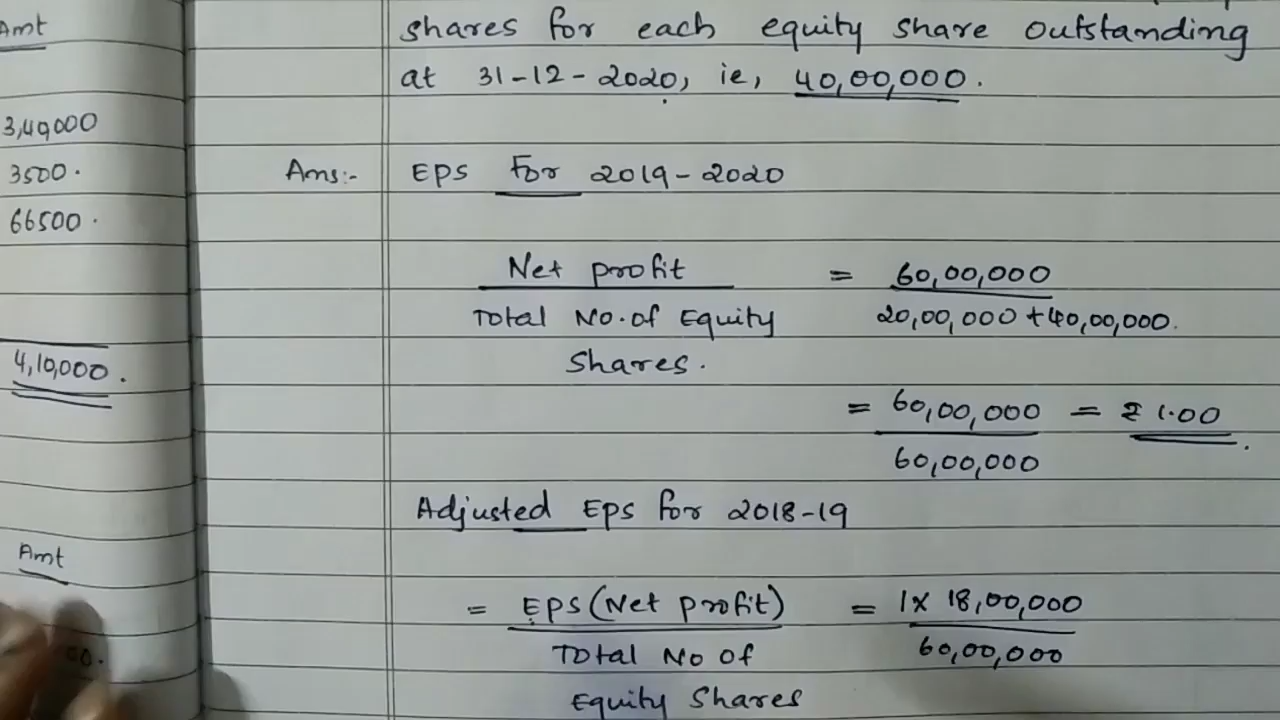 Amt
3,40,000
3500.
66500.
4,10,000.
Amt
shares for each equity share outstanding
at 31-12-2020, ie, 40,00,000.
Ans:- EPS For 2019-2020
Net profit = 60,00,000
Total No. of Equity 20,00,000 + 40,00,000.
Shares.
= 60,00,000 = ₹ 1.00
60,00,000
Adjusted EPS for 2018-19
= EPS (Net profit) = 1 x 18,00,000
Total No of 60,00,000
Equity Shares